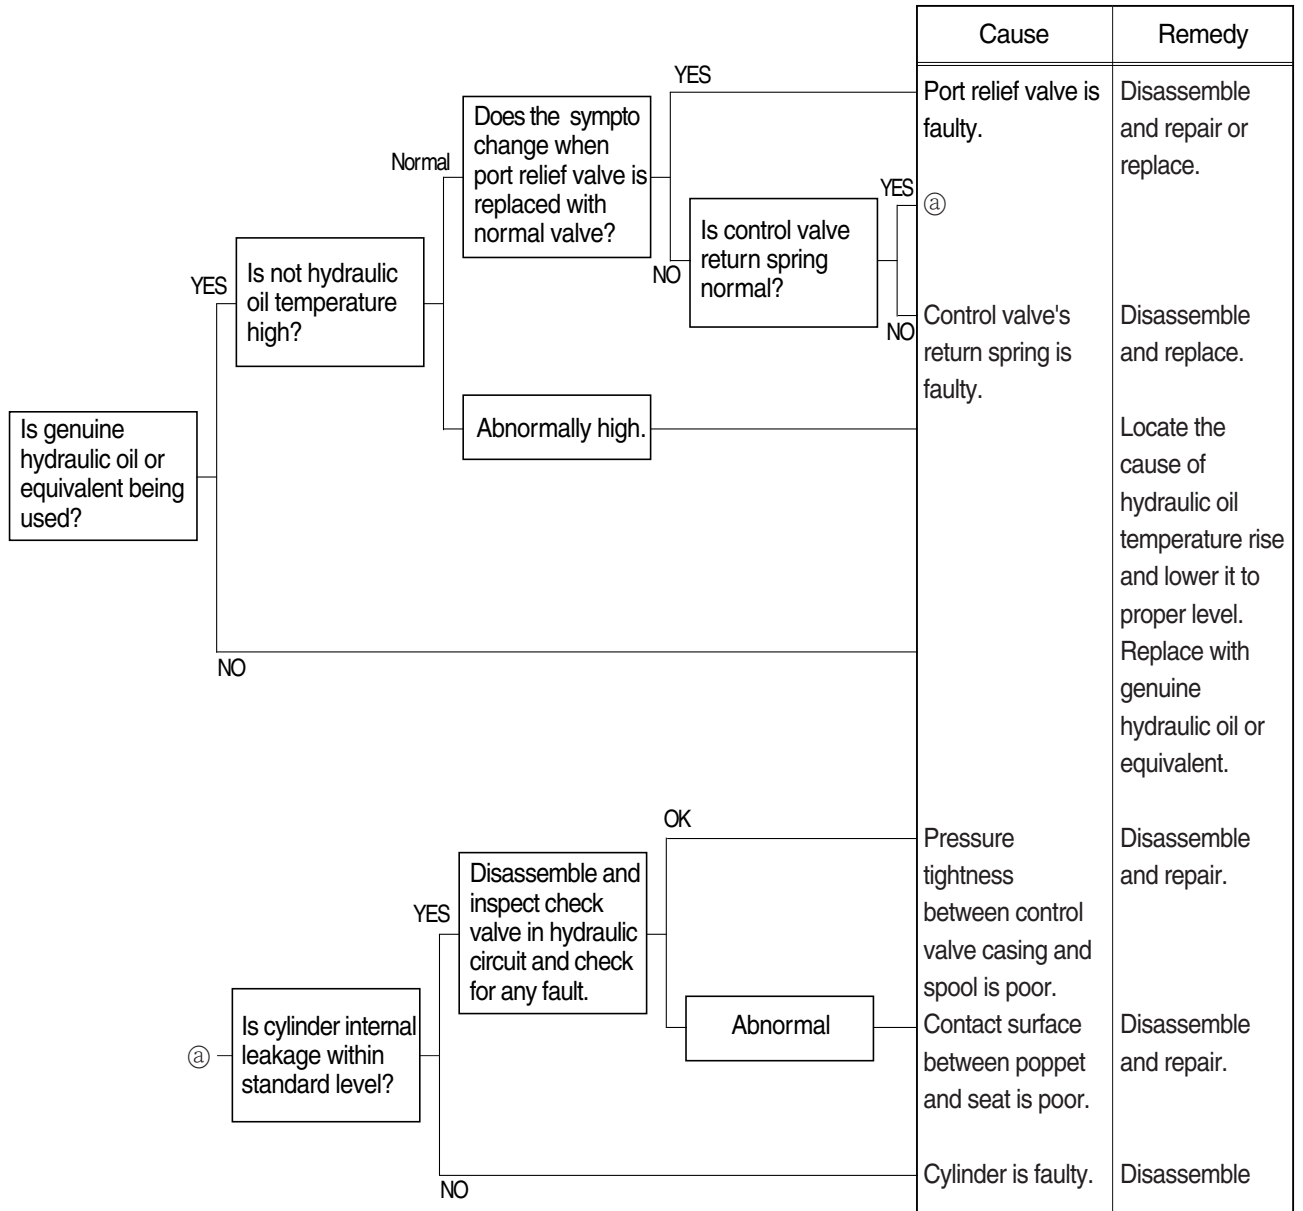 Cause
Remedy
YES
Port relief valve is
faulty.
Disassemble
and repair or
replace.
Does the sympto
change when
port relief valve is
replaced with
normal valve?
Normal
YES
ⓐ
Is control valve
return spring
normal?
NO
NO
Control valve's
return spring is
faulty.
Disassemble
and replace.
YES
Is not hydraulic
oil temperature
high?
Abnormally high.
Locate the
cause of
hydraulic oil
temperature rise
and lower it to
proper level.
Is genuine
hydraulic oil or
equivalent being
used?
NO
Replace with
genuine
hydraulic oil or
equivalent.
OK
Pressure
tightness
between control
valve casing and
spool is poor.
Disassemble
and repair.
YES
Disassemble and
inspect check
valve in hydraulic
circuit and check
for any fault.
Abnormal
Contact surface
between poppet
and seat is poor.
Disassemble
and repair.
ⓐ
Is cylinder internal
leakage within
standard level?
NO
Cylinder is faulty.
Disassemble